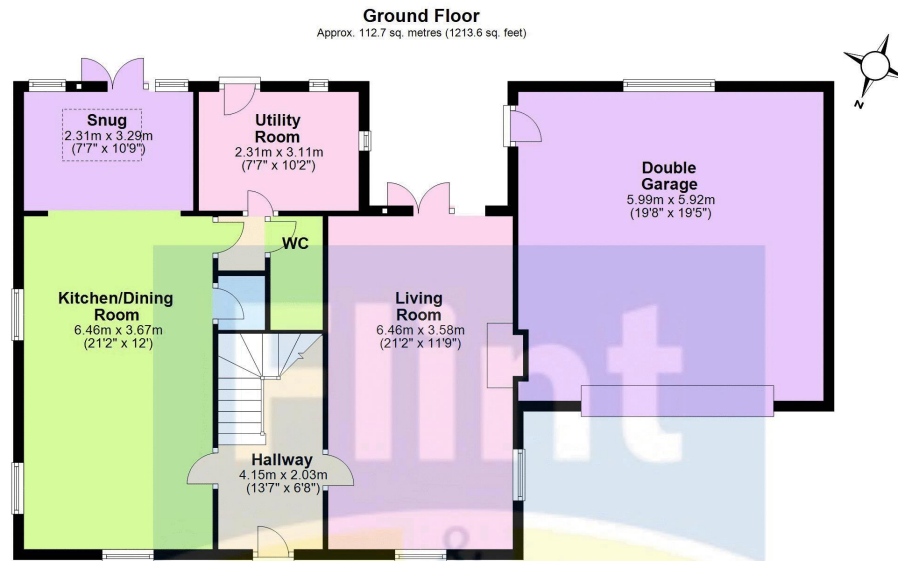 Ground Floor
Approx. 112.7 sq. metres (1213.6 sq. feet)
N
Snug
2.31m x 3.29m
(7'7" x 10'9")
Utility
Room
2.31m x 3.11m
(7'7" x 10'2")
Double
Garage
5.99m x 5.92m
(19'8" x 19'5")
WC
Kitchen/Dining
Room
6.46m x 3.67m
(21'2" x 12')
Living
Room
6.46m x 3.58m
(21'2" x 11'9")
Flint
Hallway
4.15m x 2.03m
(13'7" x 6'8")
&